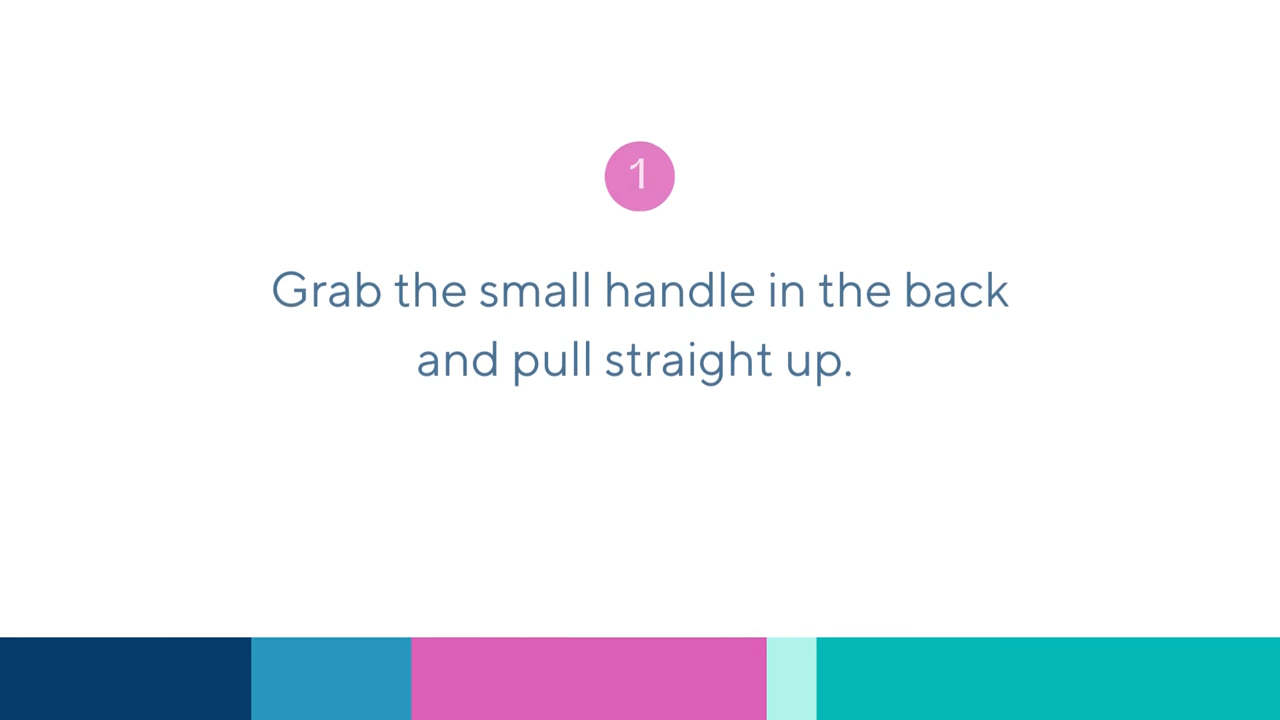 1
Grab the small handle in the back
and pull straight up.